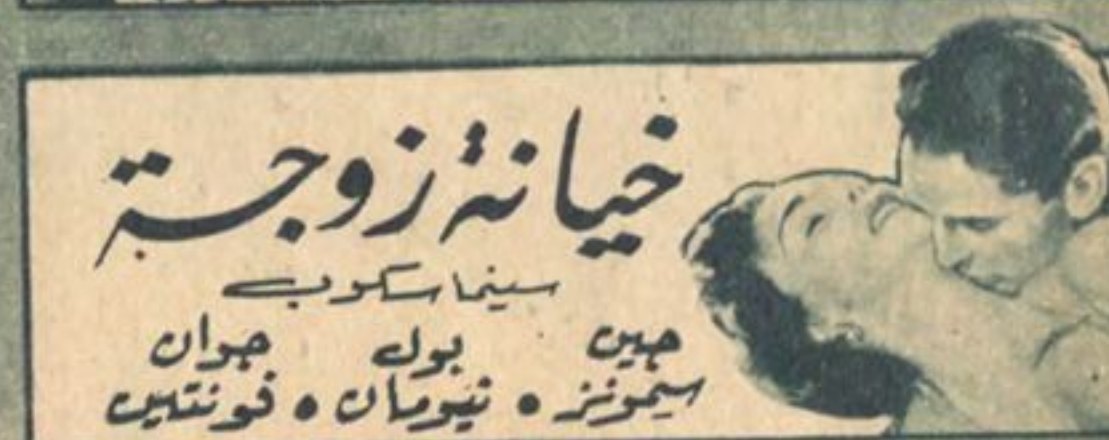 خيانة زوجة
سينما سكوب
جين بول جوان
سيمونز • نيومان • فونتين